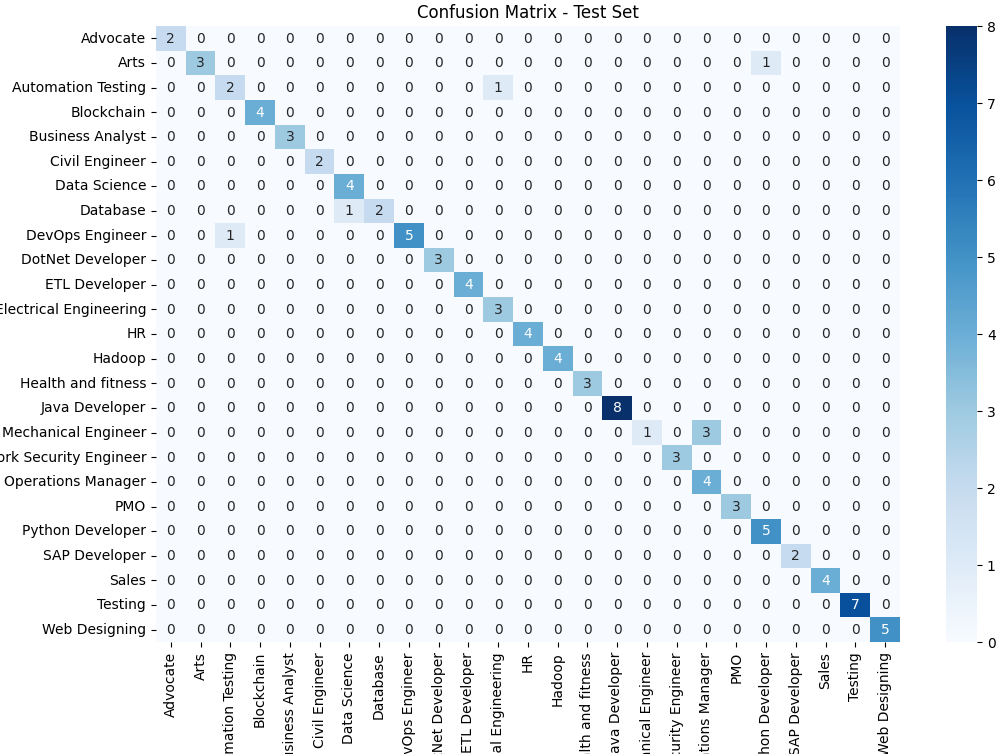 Confusion Matrix - Test Set
Advocate 2 0 0 0 0 0 0 0 0 0 0 0 0 0 0 0 0 0 0 0 0 0 0 0 0
Arts 0 3 0 0 0 0 0 0 0 0 0 0 0 0 0 0 0 0 0 0 1 0 0 0 0
Automation Testing 0 0 2 0 0 0 0 0 0 0 0 1 0 0 0 0 0 0 0 0 0 0 0 0 0
Blockchain 0 0 0 4 0 0 0 0 0 0 0 0 0 0 0 0 0 0 0 0 0 0 0 0 0
Business Analyst 0 0 0 0 3 0 0 0 0 0 0 0 0 0 0 0 0 0 0 0 0 0 0 0 0
Civil Engineer 0 0 0 0 0 2 0 0 0 0 0 0 0 0 0 0 0 0 0 0 0 0 0 0 0
Data Science 0 0 0 0 0 0 4 0 0 0 0 0 0 0 0 0 0 0 0 0 0 0 0 0 0
Database 0 0 0 0 0 0 1 2 0 0 0 0 0 0 0 0 0 0 0 0 0 0 0 0 0
DevOps Engineer 0 0 1 0 0 0 0 0 5 0 0 0 0 0 0 0 0 0 0 0 0 0 0 0 0
DotNet Developer 0 0 0 0 0 0 0 0 0 3 0 0 0 0 0 0 0 0 0 0 0 0 0 0 0
ETL Developer 0 0 0 0 0 0 0 0 0 0 4 0 0 0 0 0 0 0 0 0 0 0 0 0 0
Electrical Engineering 0 0 0 0 0 0 0 0 0 0 0 3 0 0 0 0 0 0 0 0 0 0 0 0 0
HR 0 0 0 0 0 0 0 0 0 0 0 0 4 0 0 0 0 0 0 0 0 0 0 0 0
Hadoop 0 0 0 0 0 0 0 0 0 0 0 0 0 4 0 0 0 0 0 0 0 0 0 0 0
Health and fitness 0 0 0 0 0 0 0 0 0 0 0 0 0 0 3 0 0 0 0 0 0 0 0 0 0
Java Developer 0 0 0 0 0 0 0 0 0 0 0 0 0 0 0 8 0 0 0 0 0 0 0 0 0
Mechanical Engineer 0 0 0 0 0 0 0 0 0 0 0 0 0 0 0 0 1 0 3 0 0 0 0 0 0
ork Security Engineer 0 0 0 0 0 0 0 0 0 0 0 0 0 0 0 0 0 3 0 0 0 0 0 0 0
Operations Manager 0 0 0 0 0 0 0 0 0 0 0 0 0 0 0 0 0 0 4 0 0 0 0 0 0
PMO 0 0 0 0 0 0 0 0 0 0 0 0 0 0 0 0 0 0 0 3 0 0 0 0 0
Python Developer 0 0 0 0 0 0 0 0 0 0 0 0 0 0 0 0 0 0 0 0 5 0 0 0 0
SAP Developer 0 0 0 0 0 0 0 0 0 0 0 0 0 0 0 0 0 0 0 0 0 2 0 0 0
Sales 0 0 0 0 0 0 0 0 0 0 0 0 0 0 0 0 0 0 0 0 0 0 4 0 0
Testing 0 0 0 0 0 0 0 0 0 0 0 0 0 0 0 0 0 0 0 0 0 0 0 7 0
Web Designing 0 0 0 0 0 0 0 0 0 0 0 0 0 0 0 0 0 0 0 0 0 0 0 0 5
Advocate
Arts
mation Testing
Blockchain
usiness Analyst
Civil Engineer
Data Science
Database
vOps Engineer
Net Developer
ETL Developer
al Engineering
HR
Hadoop
lth and fitness
ava Developer
nanical Engineer
curity Engineer
tions Manager
PMO
hon Developer
SAP Developer
Sales
Testing
Web Designing
8
7
6
5
4
3
2
1
0